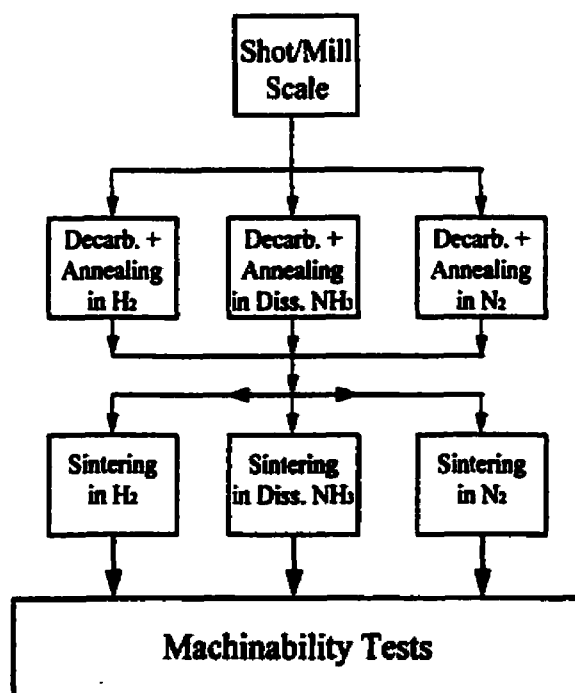 Shot/Mill
Scale
Decarb. +
Annealing
in H₂
Decarb. +
Annealing
in Diss. NH₃
Decarb. +
Annealing
in N₂
Sintering
in H₂
Sintering
in Diss. NH₃
Sintering
in N₂
Machinability Tests